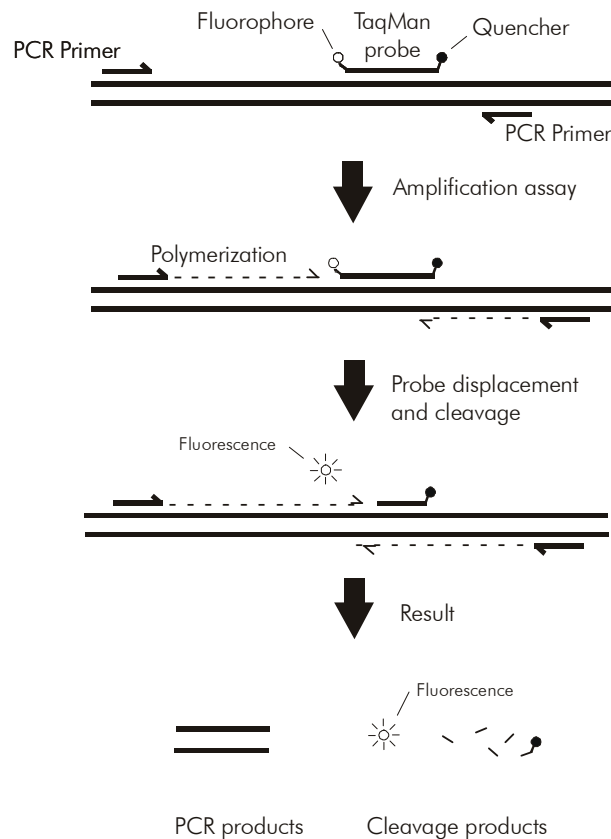 Fluorophore
TaqMan
probe
Quencher
PCR Primer
PCR Primer
Amplification assay
Polymerization
Probe displacement
and cleavage
Fluorescence
Result
Fluorescence
PCR products
Cleavage products